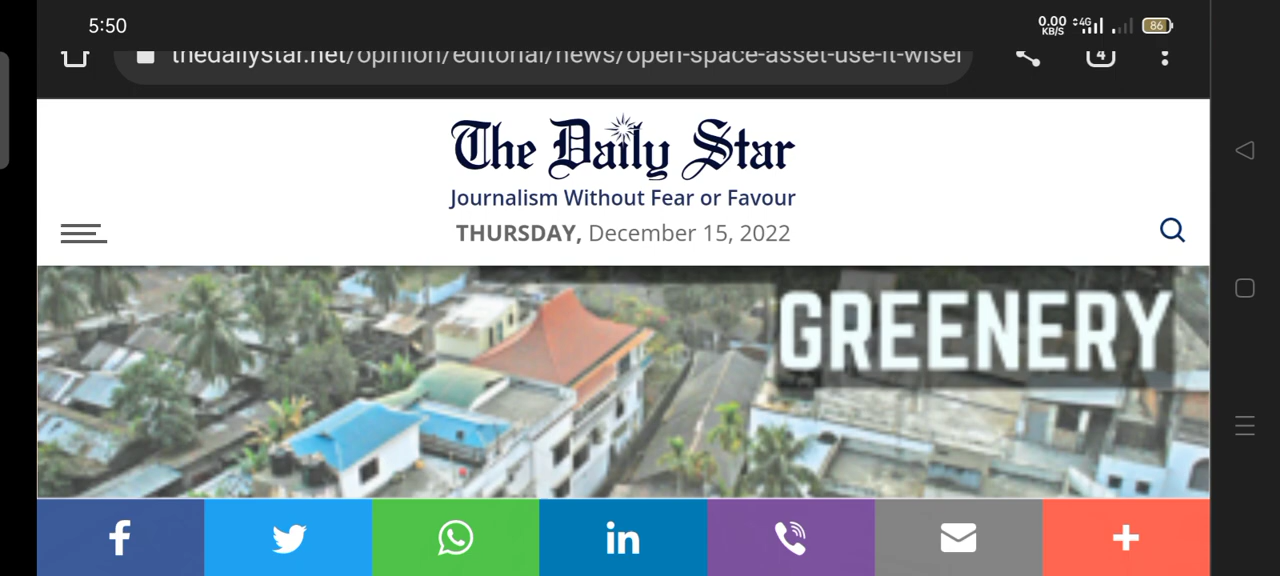 5:50
0.00 KB/S 4G 86
thedailystar.net/opinion/editorial/news/open-space-asset-use-it-wisel
4
The Daily Star
Journalism Without Fear or Favour
THURSDAY, December 15, 2022
GREENERY